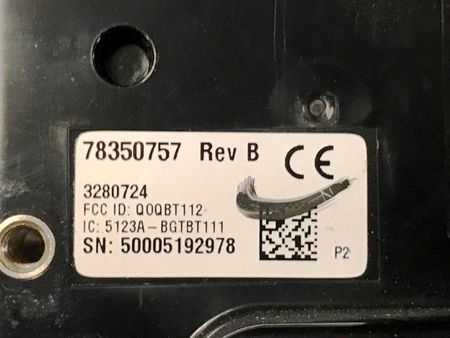 78350757 Rev B CE
3280724
FCC ID: QOQBT112
IC: 5123A-BGTBT111
SN: 50005192978
P2